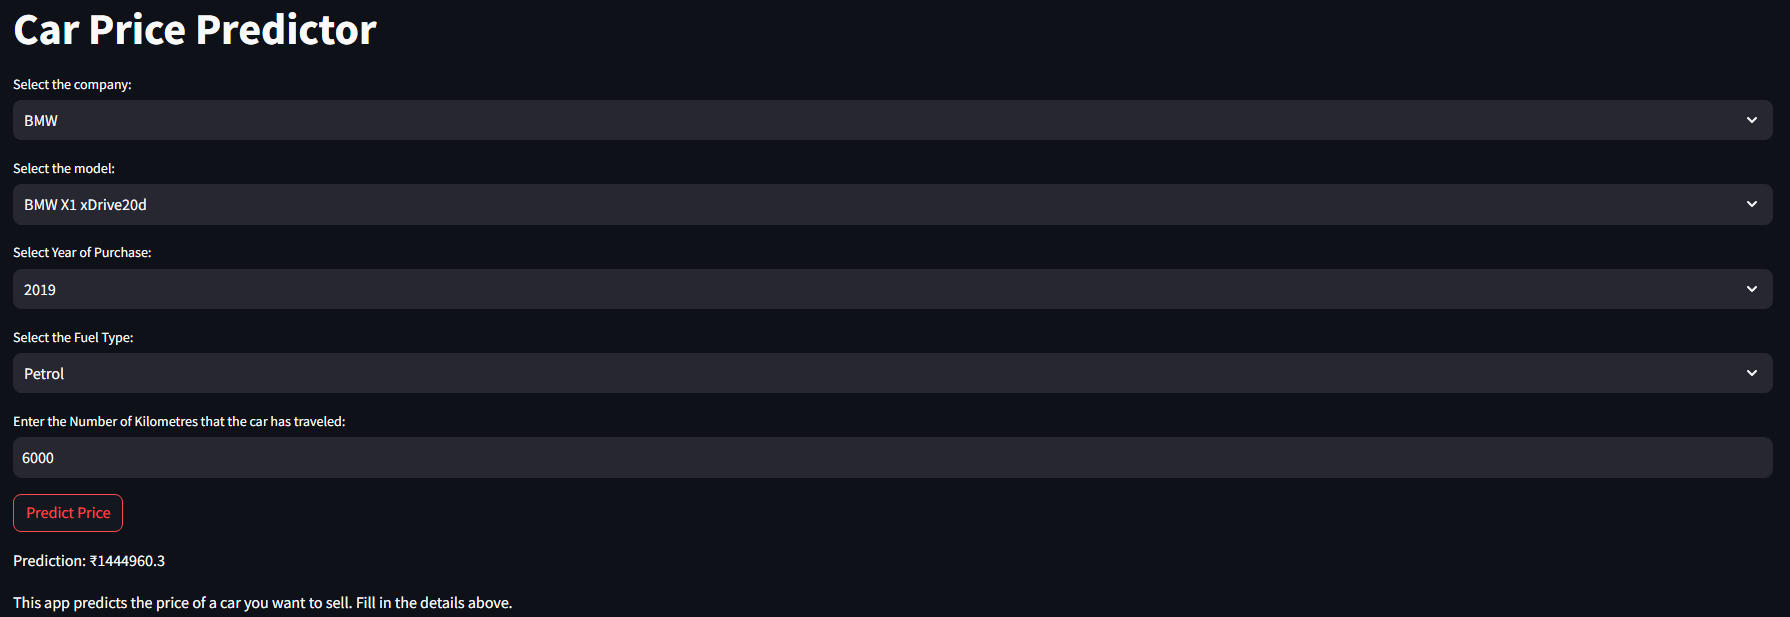 Car Price Predictor
Select the company:
BMW
Select the model:
BMW X1 xDrive20d
Select Year of Purchase:
2019
Select the Fuel Type:
Petrol
Enter the Number of Kilometres that the car has traveled:
6000
Predict Price
Prediction: ₹1444960.3
This app predicts the price of a car you want to sell. Fill in the details above.